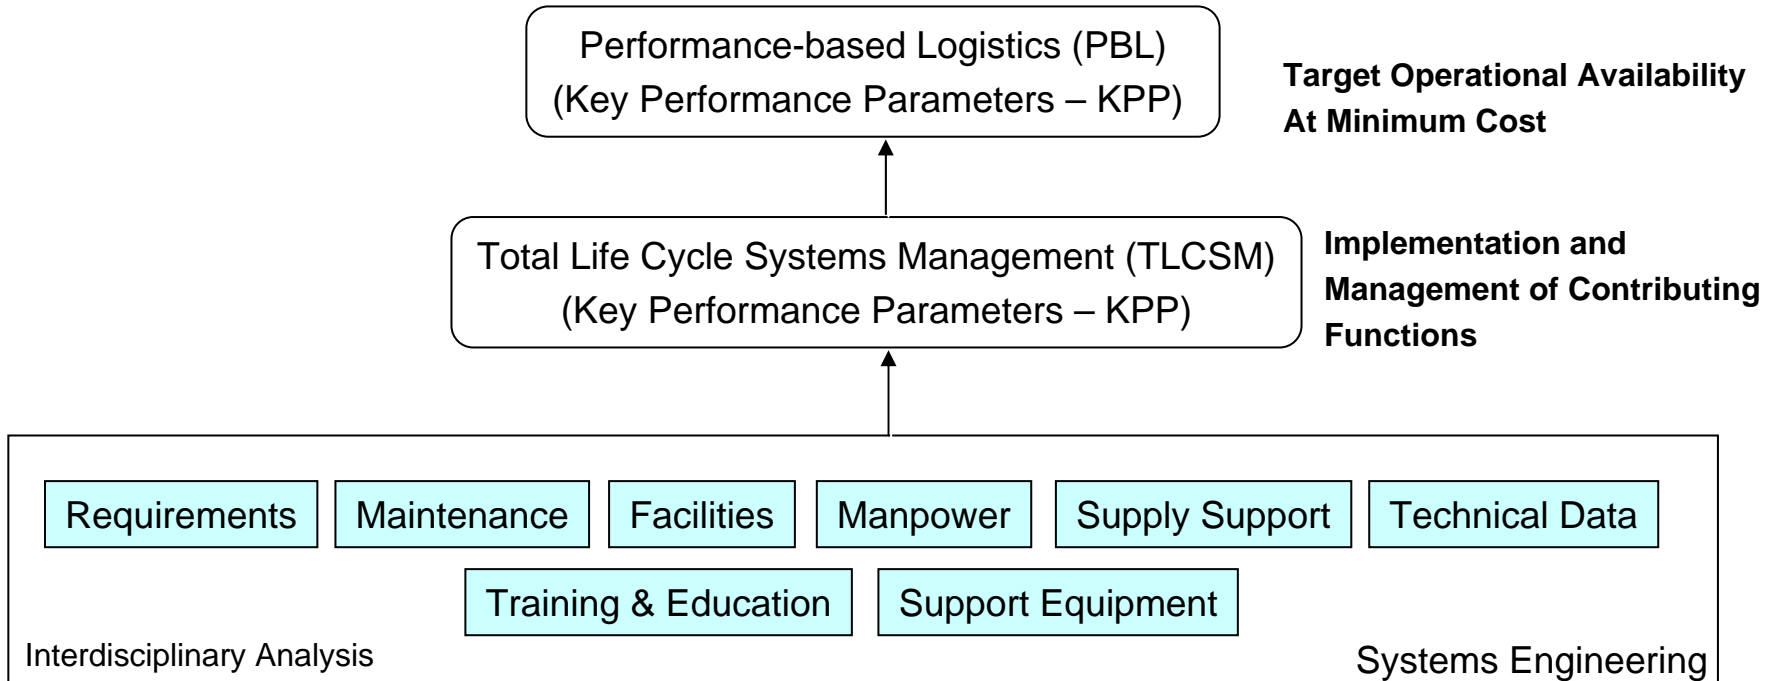 Performance-based Logistics (PBL)
(Key Performance Parameters – KPP)
Target Operational Availability
At Minimum Cost
Total Life Cycle Systems Management (TLCSM)
(Key Performance Parameters – KPP)
Implementation and
Management of Contributing
Functions
Requirements
Maintenance
Facilities
Manpower
Supply Support
Technical Data
Training & Education
Support Equipment
Interdisciplinary Analysis
Systems Engineering